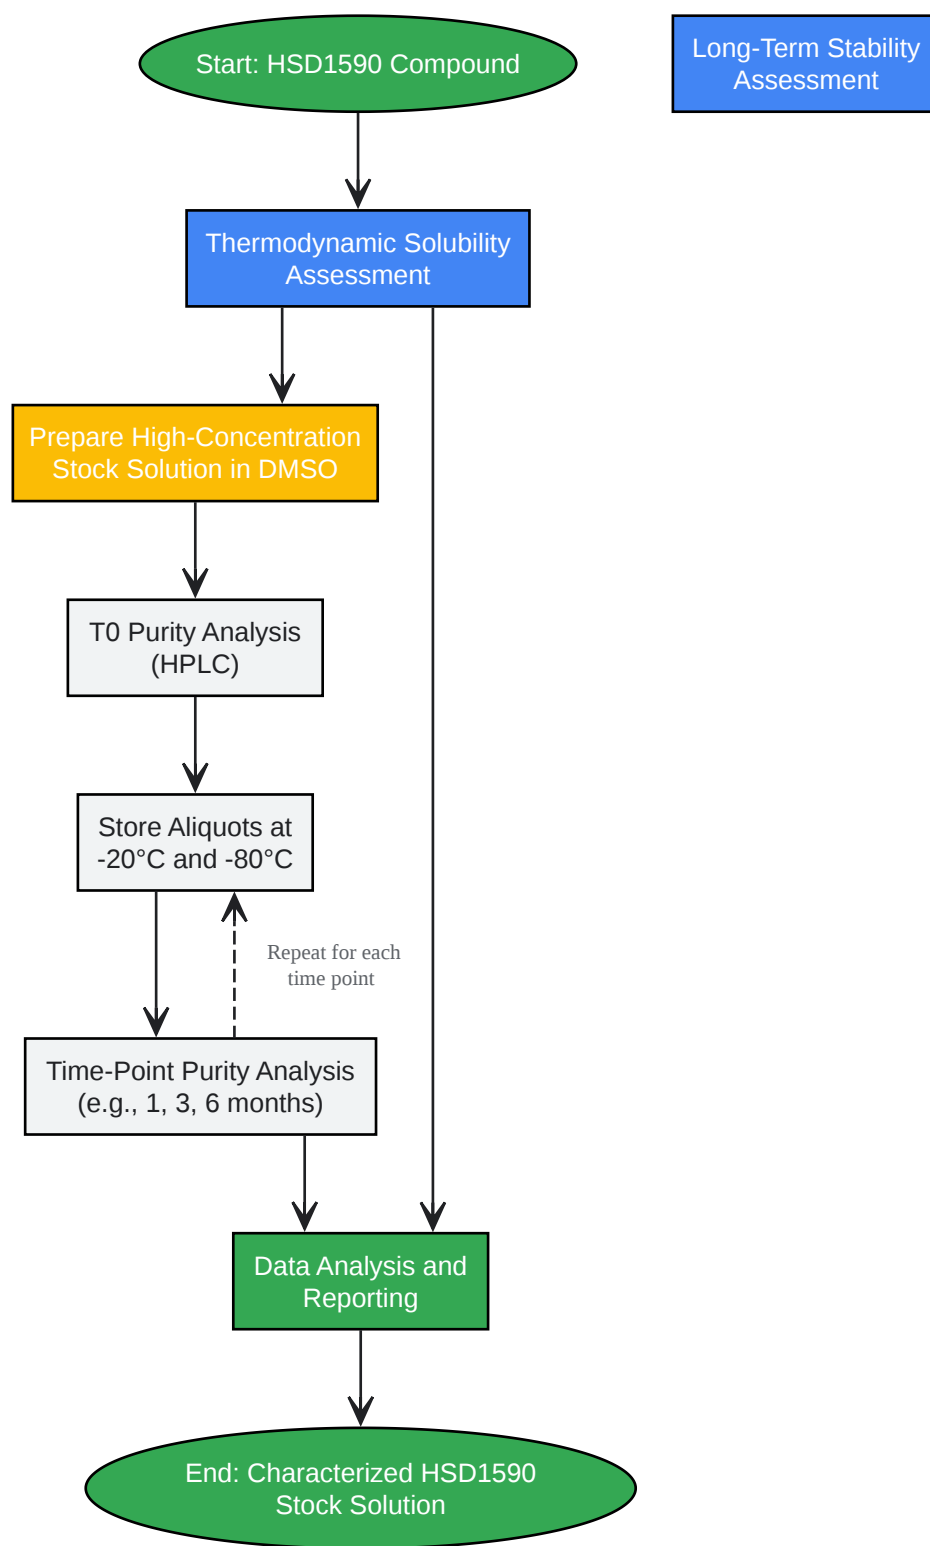 Start: HSD1590 Compound
Long-Term Stability
Assessment
Thermodynamic Solubility
Assessment
Prepare High-Concentration
Stock Solution in DMSO
T0 Purity Analysis
(HPLC)
Store Aliquots at
-20°C and -80°C
Repeat for each
time point
Time-Point Purity Analysis
(e.g., 1, 3, 6 months)
Data Analysis and
Reporting
End: Characterized HSD1590
Stock Solution